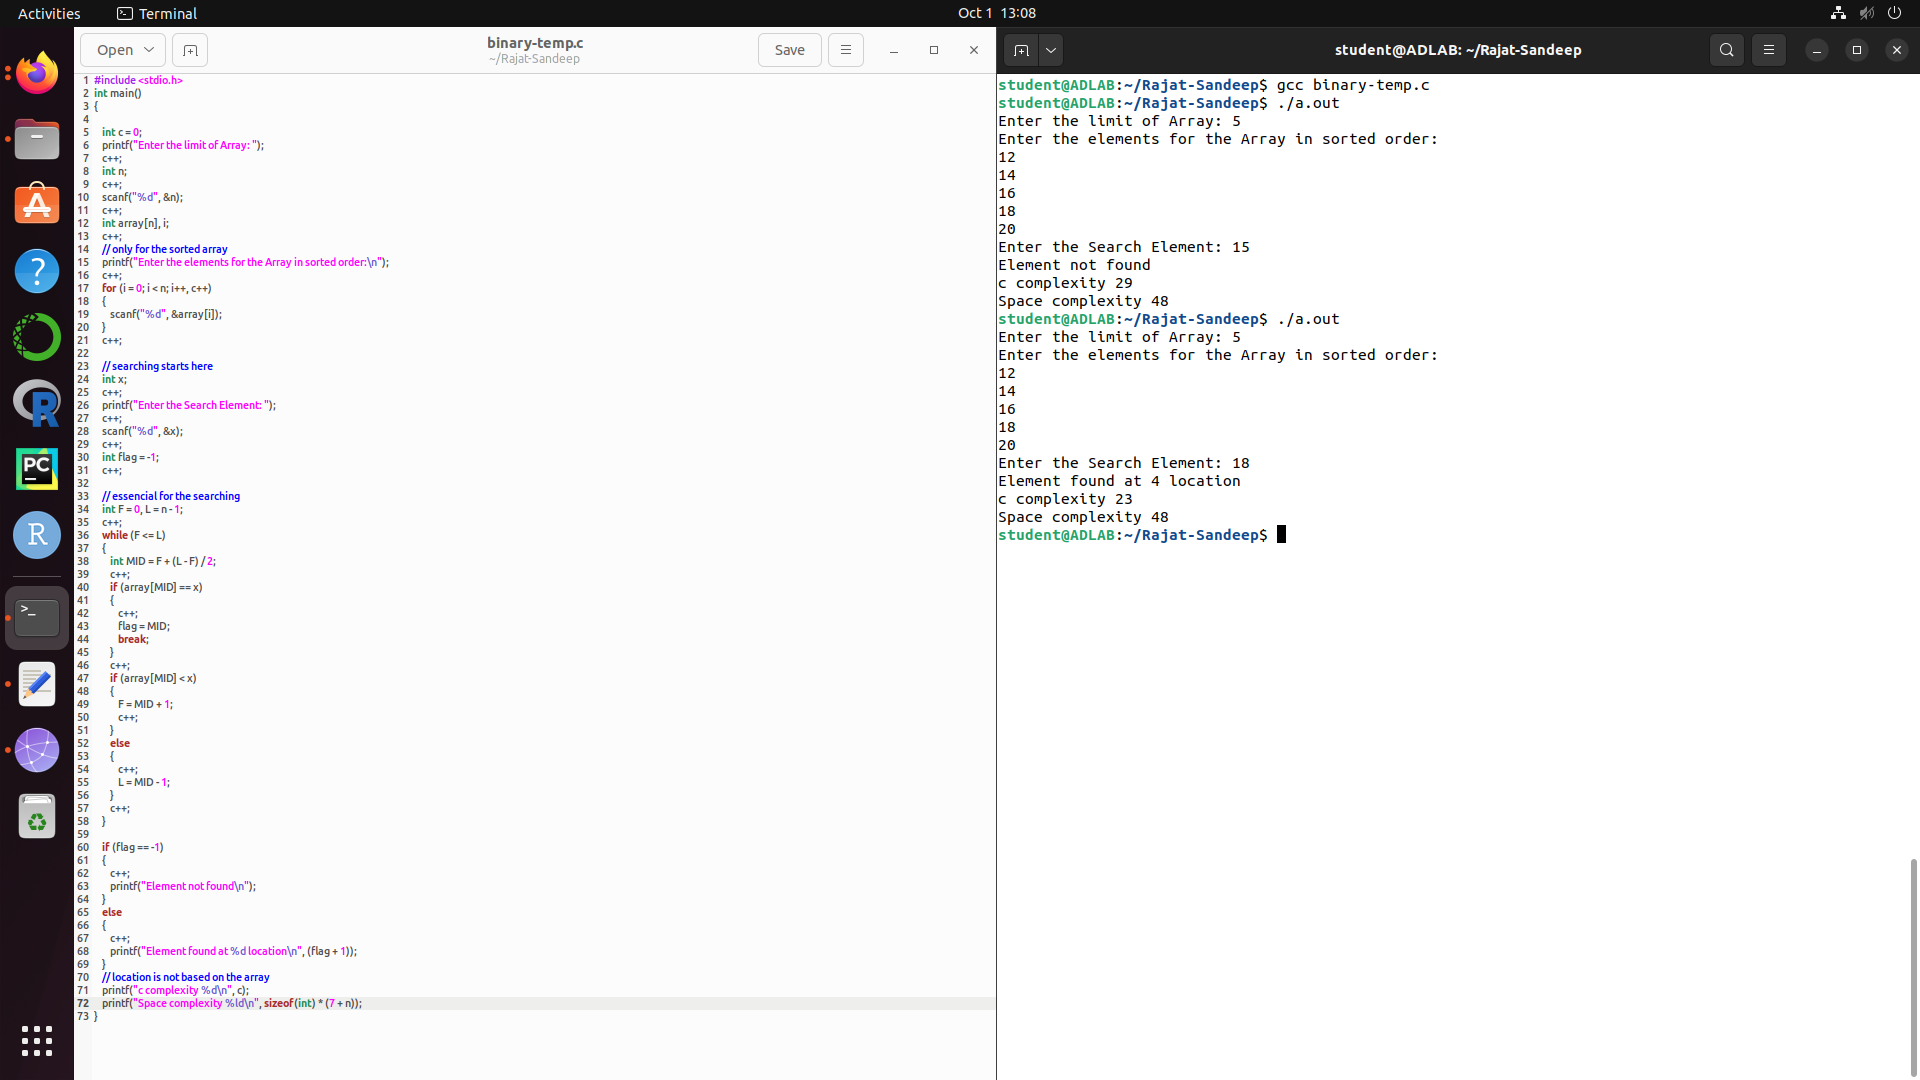 Activities
Terminal
Oct 1 13:08
Open
binary-temp.c
~/Rajat-Sandeep
Save
1 #include <stdio.h>
2 int main()
3 {
4
5 int c = 0;
6 printf("Enter the limit of Array: ");
7 c++;
8 int n;
9 c++;
10 scanf("%d", &n);
11 c++;
12 int array[n], i;
13 c++;
14 // only for the sorted array
15 printf("Enter the elements for the Array in sorted order:\n");
16 c++;
17 for (i = 0; i < n; i++, c++)
18 {
19 scanf("%d", &array[i]);
20 }
21 c++;
22
23 // searching starts here
24 int x;
25 c++;
26 printf("Enter the Search Element: ");
27 c++;
28 scanf("%d", &x);
29 c++;
30 int flag = -1;
31 c++;
32
33 // essencial for the searching
34 int F = 0, L = n - 1;
35 c++;
36 while (F <= L)
37 {
38 int MID = F + (L - F) / 2;
39 c++;
40 if (array[MID] == x)
41 {
42 c++;
43 flag = MID;
44 break;
45 }
46 c++;
47 if (array[MID] < x)
48 {
49 F = MID + 1;
50 c++;
51 }
52 else
53 {
54 c++;
55 L = MID - 1;
56 }
57 c++;
58 }
59
60 if (flag == -1)
61 {
62 c++;
63 printf("Element not found\n");
64 }
65 else
66 {
67 c++;
68 printf("Element found at %d location\n", (flag + 1));
69 }
70 // location is not based on the array
71 printf("c complexity %d\n", c);
72 printf("Space complexity %ld\n", sizeof(int) * (7 + n));
73 }
student@ADLAB: ~/Rajat-Sandeep
student@ADLAB:~/Rajat-Sandeep$ gcc binary-temp.c
student@ADLAB:~/Rajat-Sandeep$ ./a.out
Enter the limit of Array: 5
Enter the elements for the Array in sorted order:
12
14
16
18
20
Enter the Search Element: 15
Element not found
c complexity 29
Space complexity 48
student@ADLAB:~/Rajat-Sandeep$ ./a.out
Enter the limit of Array: 5
Enter the elements for the Array in sorted order:
12
14
16
18
20
Enter the Search Element: 18
Element found at 4 location
c complexity 23
Space complexity 48
student@ADLAB:~/Rajat-Sandeep$
A
?
R
PC
R
>_